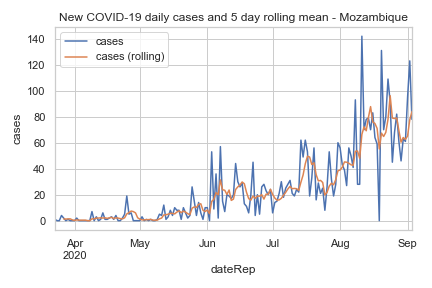 New COVID-19 daily cases and 5 day rolling mean - Mozambique
cases
cases (rolling)
140
120
100
80
60
40
20
0
cases
Apr
2020
May
Jun
Jul
Aug
Sep
dateRep